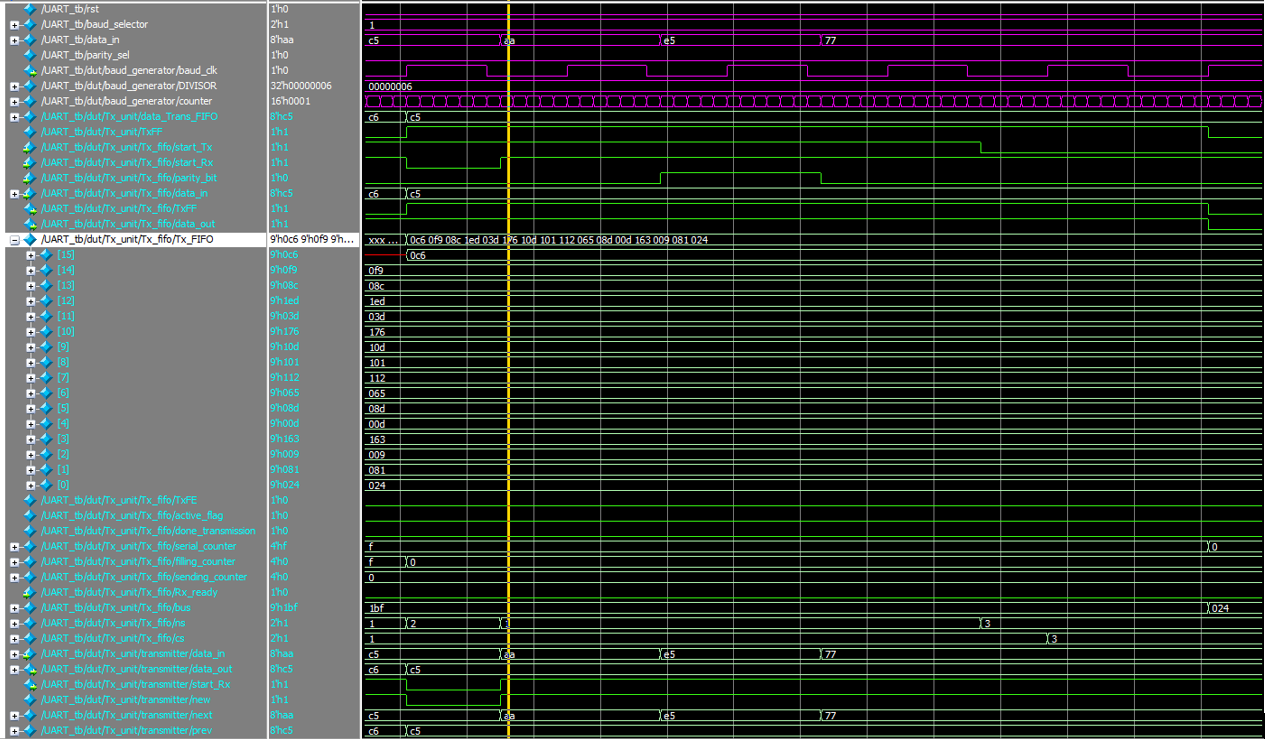 /UART_tb/rst 1'h0
/UART_tb/baud_selector 2'h1 1
/UART_tb/data_in 8'haa c5 aa e5 77
/UART_tb/parity_sel 1'h0
/UART_tb/dut/baud_generator/baud_clk 1'h0
/UART_tb/dut/baud_generator/DIVISOR 32'h00000006 00000006
/UART_tb/dut/baud_generator/counter 16'h0001
/UART_tb/dut/Tx_unit/data_Trans_FIFO 8'hc5 c6 c5
/UART_tb/dut/Tx_unit/TxFF 1'h1
/UART_tb/dut/Tx_unit/Tx_fifo/start_Tx 1'h1
/UART_tb/dut/Tx_unit/Tx_fifo/start_Rx 1'h1
/UART_tb/dut/Tx_unit/Tx_fifo/parity_bit 1'h0
/UART_tb/dut/Tx_unit/Tx_fifo/data_in 8'hc5 c6 c5
/UART_tb/dut/Tx_unit/Tx_fifo/TxFF 1'h1
/UART_tb/dut/Tx_unit/Tx_fifo/data_out 1'h1
/UART_tb/dut/Tx_unit/Tx_fifo/Tx_FIFO 9'h0c6 9'h0f9 9'h... xxx ... 0c6 0f9 08c 1ed 03d 176 10d 101 112 065 08d 00d 163 009 081 024
[15] 9'h0c6 0c6
[14] 9'h0f9 0f9
[13] 9'h08c 08c
[12] 9'h1ed 1ed
[11] 9'h03d 03d
[10] 9'h176 176
[9] 9'h10d 10d
[8] 9'h101 101
[7] 9'h112 112
[6] 9'h065 065
[5] 9'h08d 08d
[4] 9'h00d 00d
[3] 9'h163 163
[2] 9'h009 009
[1] 9'h081 081
[0] 9'h024 024
/UART_tb/dut/Tx_unit/Tx_fifo/TxFE 1'h0
/UART_tb/dut/Tx_unit/Tx_fifo/active_flag 1'h0
/UART_tb/dut/Tx_unit/Tx_fifo/done_transmission 1'h0
/UART_tb/dut/Tx_unit/Tx_fifo/serial_counter 4'hf f 0
/UART_tb/dut/Tx_unit/Tx_fifo/filling_counter 4'h0 f 0
/UART_tb/dut/Tx_unit/Tx_fifo/sending_counter 4'h0 0
/UART_tb/dut/Tx_unit/Tx_fifo/Rx_ready 1'h0
/UART_tb/dut/Tx_unit/Tx_fifo/bus 9'h1bf 1bf 024
/UART_tb/dut/Tx_unit/Tx_fifo/ns 2'h1 1 2 1 3
/UART_tb/dut/Tx_unit/Tx_fifo/cs 2'h1 1 3
/UART_tb/dut/Tx_unit/transmitter/data_in 8'haa c5 aa e5 77
/UART_tb/dut/Tx_unit/transmitter/data_out 8'hc5 c6 c5
/UART_tb/dut/Tx_unit/transmitter/start_Rx 1'h1
/UART_tb/dut/Tx_unit/transmitter/new 1'h1
/UART_tb/dut/Tx_unit/transmitter/next 8'haa c5 aa e5 77
/UART_tb/dut/Tx_unit/transmitter/prev 8'hc5 c6 c5